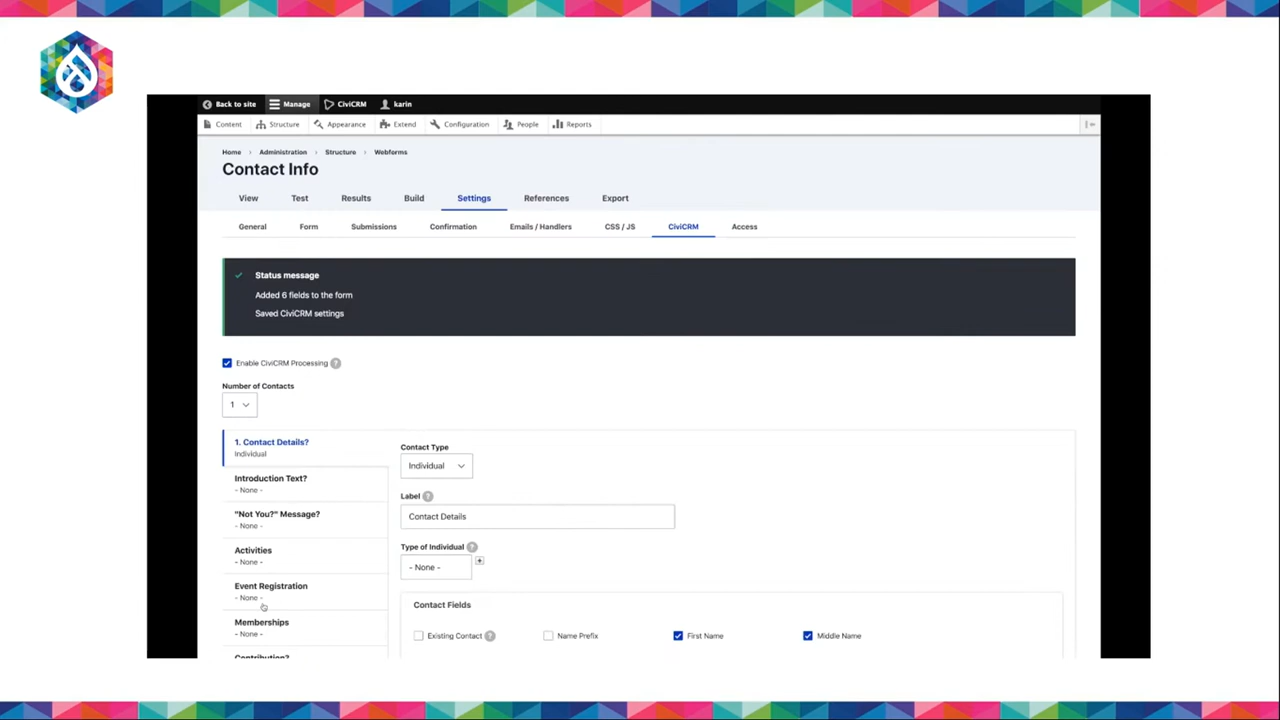 Back to site Manage CiviCRM karin
Content Structure Appearance Extend Configuration People Reports
Home › Administration › Structure › Webforms
Contact Info
View Test Results Build Settings References Export
General Form Submissions Confirmation Emails / Handlers CSS / JS CiviCRM Access
Status message
Added 6 fields to the form
Saved CiviCRM settings
Enable CiviCRM Processing ?
Number of Contacts
1
1. Contact Details?
Individual
Introduction Text?
- None -
"Not You?" Message?
- None -
Activities
- None -
Event Registration
- None -
Memberships
- None -
Contribution?
Contact Type
Individual
Label ?
Contact Details
Type of Individual ?
- None - +
Contact Fields
Existing Contact ? Name Prefix First Name Middle Name